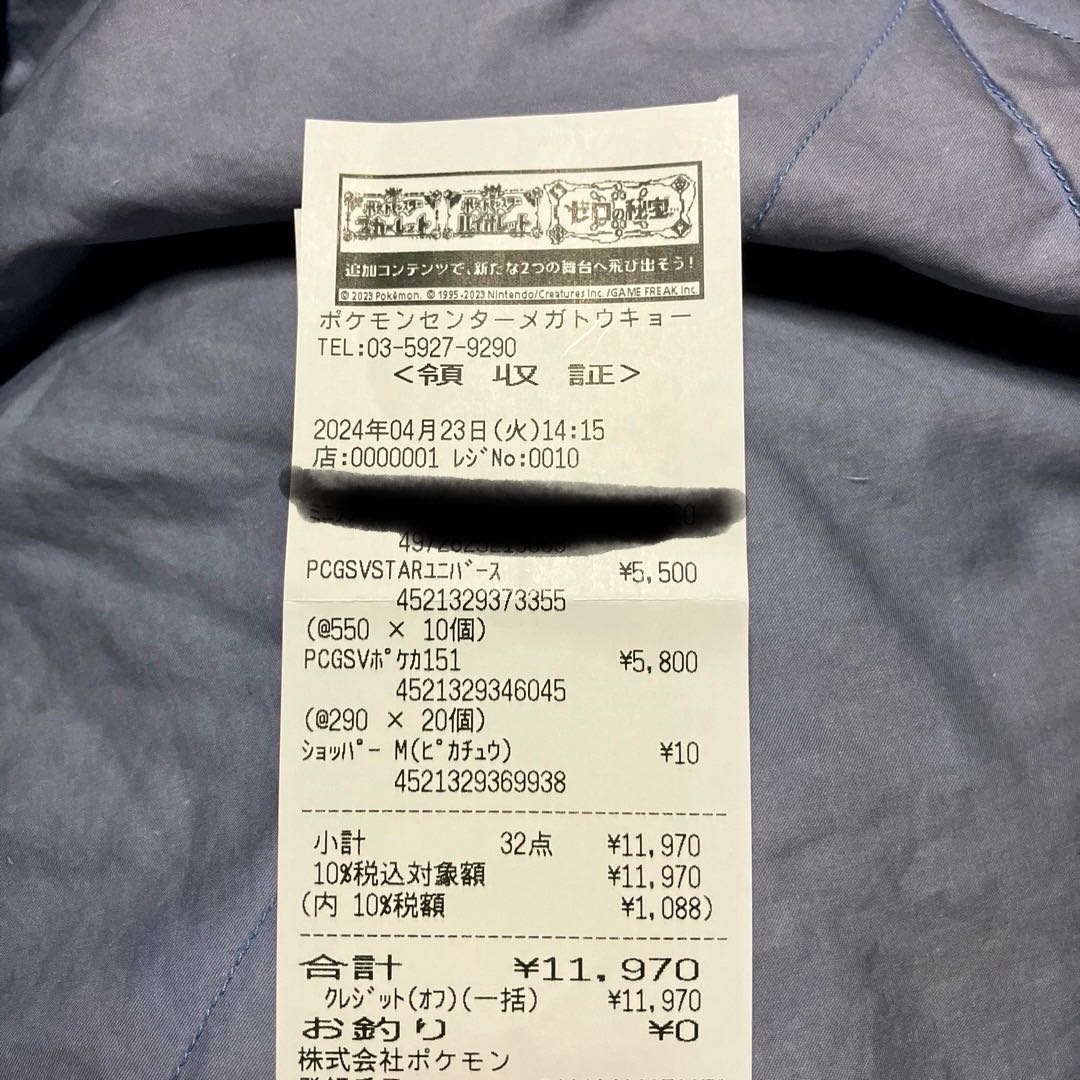 ポケットモンスター ポケットモンスター
スカーレット バイオレット ゼロの秘宝
追加コンテンツで、新たな2つの舞台へ飛び出そう!
© 2023 Pokémon. © 1995-2023 Nintendo/Creatures Inc. /GAME FREAK inc.
ポケモンセンターメガトウキョー
TEL:03-5927-9290
<領 収 証>
2024年04月23日(火)14:15
店:0000001 ﾚｼﾞNo:0010
PCGSVSTARﾕﾆﾊﾞｰｽ ¥5,500
4521329373355
(@550 × 10個)
PCGSVﾎﾟｹｶ151 ¥5,800
4521329346045
(@290 × 20個)
ｼｮｯﾊﾟｰ M(ﾋﾟｶﾁｭｳ) ¥10
4521329369938
小計 32点 ¥11,970
10%税込対象額 ¥11,970
(内 10%税額 ¥1,088)
合計 ¥11,970
ｸﾚｼﾞｯﾄ(ｵﾌ)(一括) ¥11,970
お釣り ¥0
株式会社ポケモン